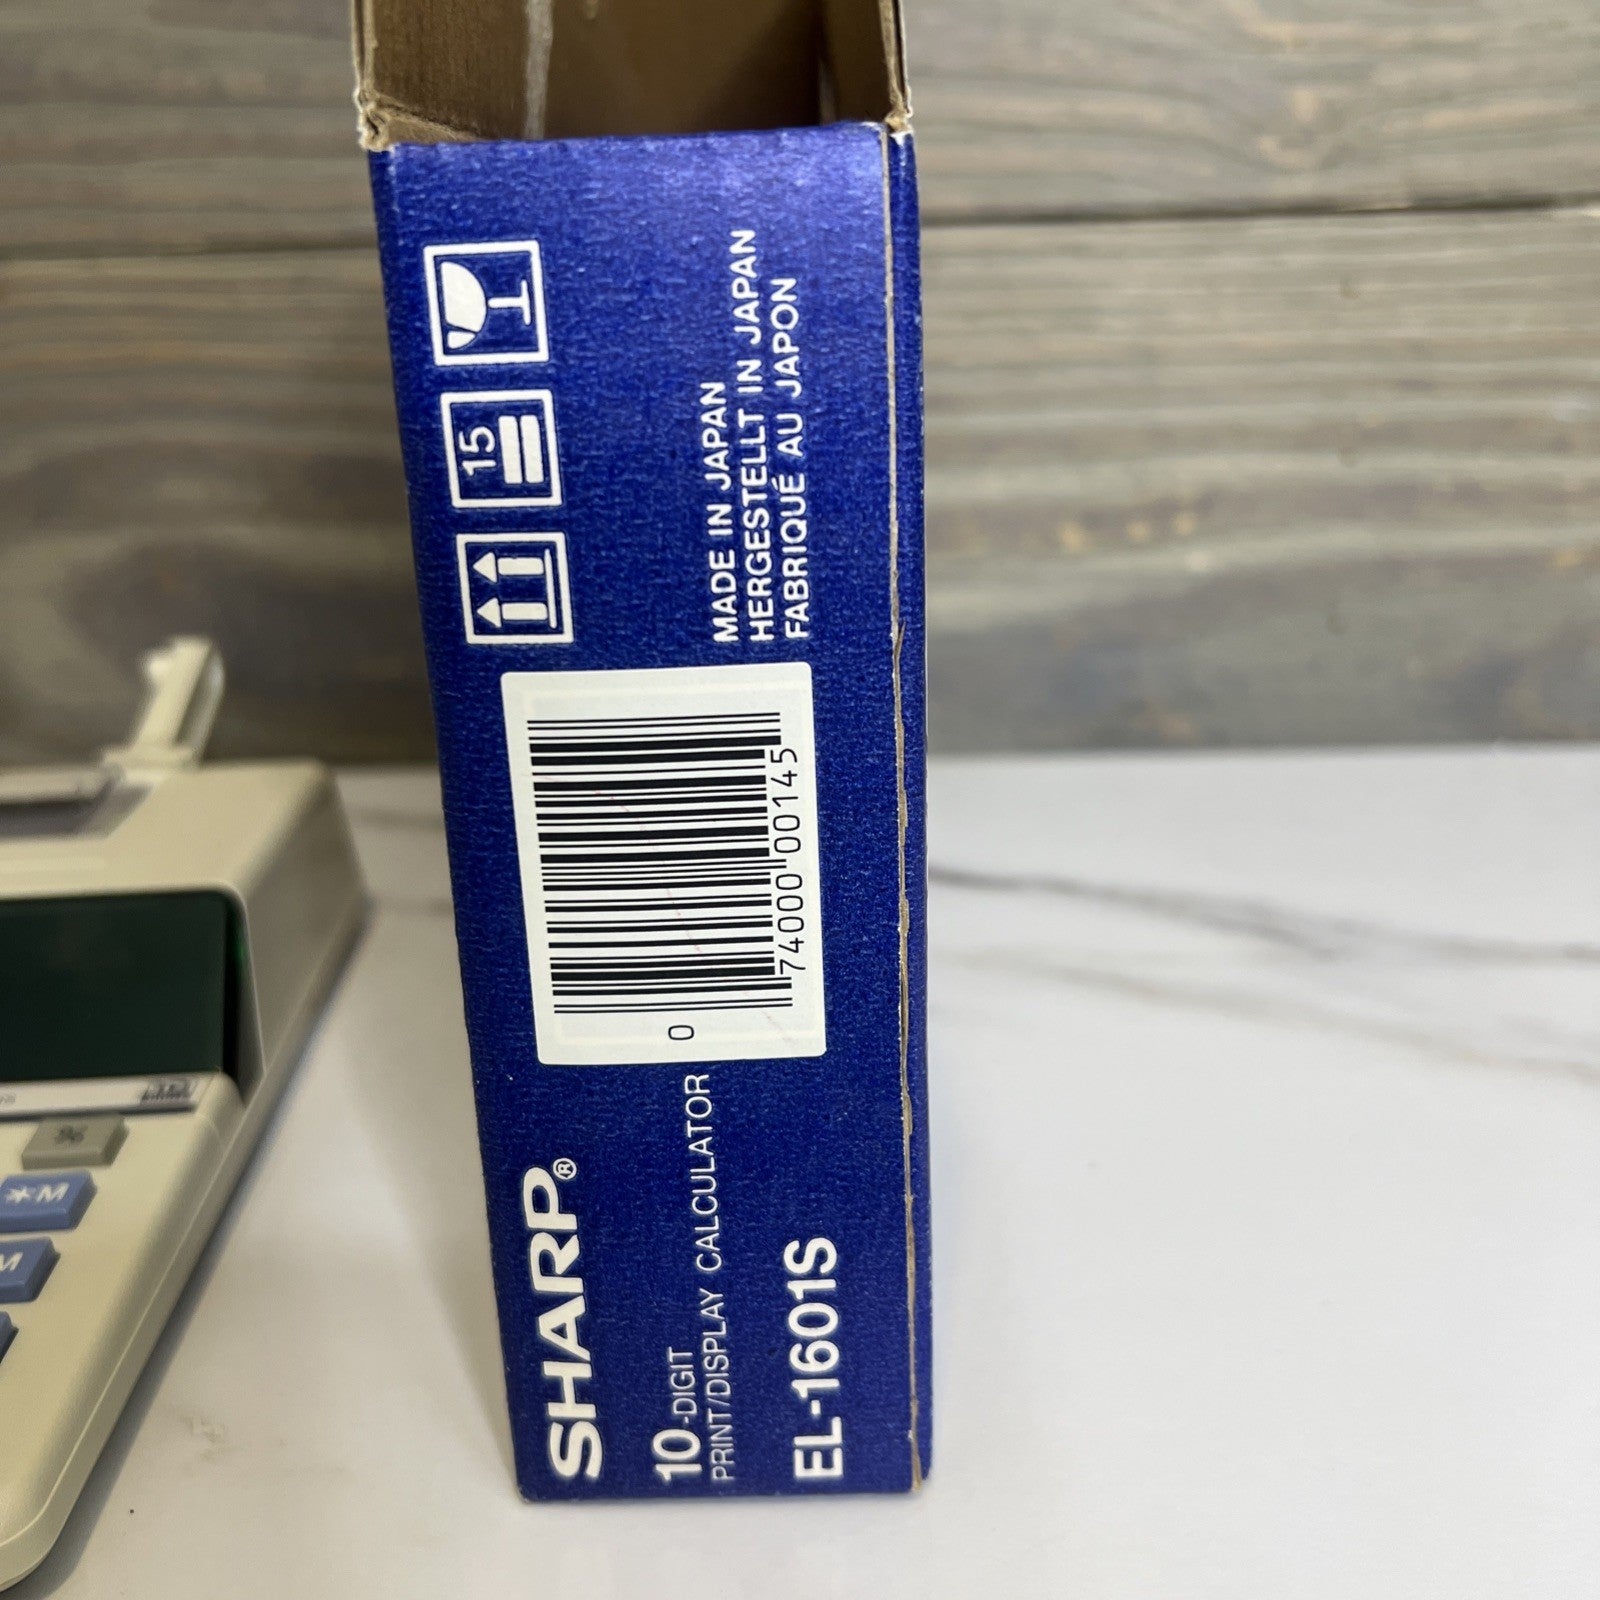 SHARP®
10-DIGIT
PRINT/DISPLAY CALCULATOR
EL-1601S
0 74000 00145
15
MADE IN JAPAN
HERGESTELLT IN JAPAN
FABRIQUÉ AU JAPON
%
*M
M